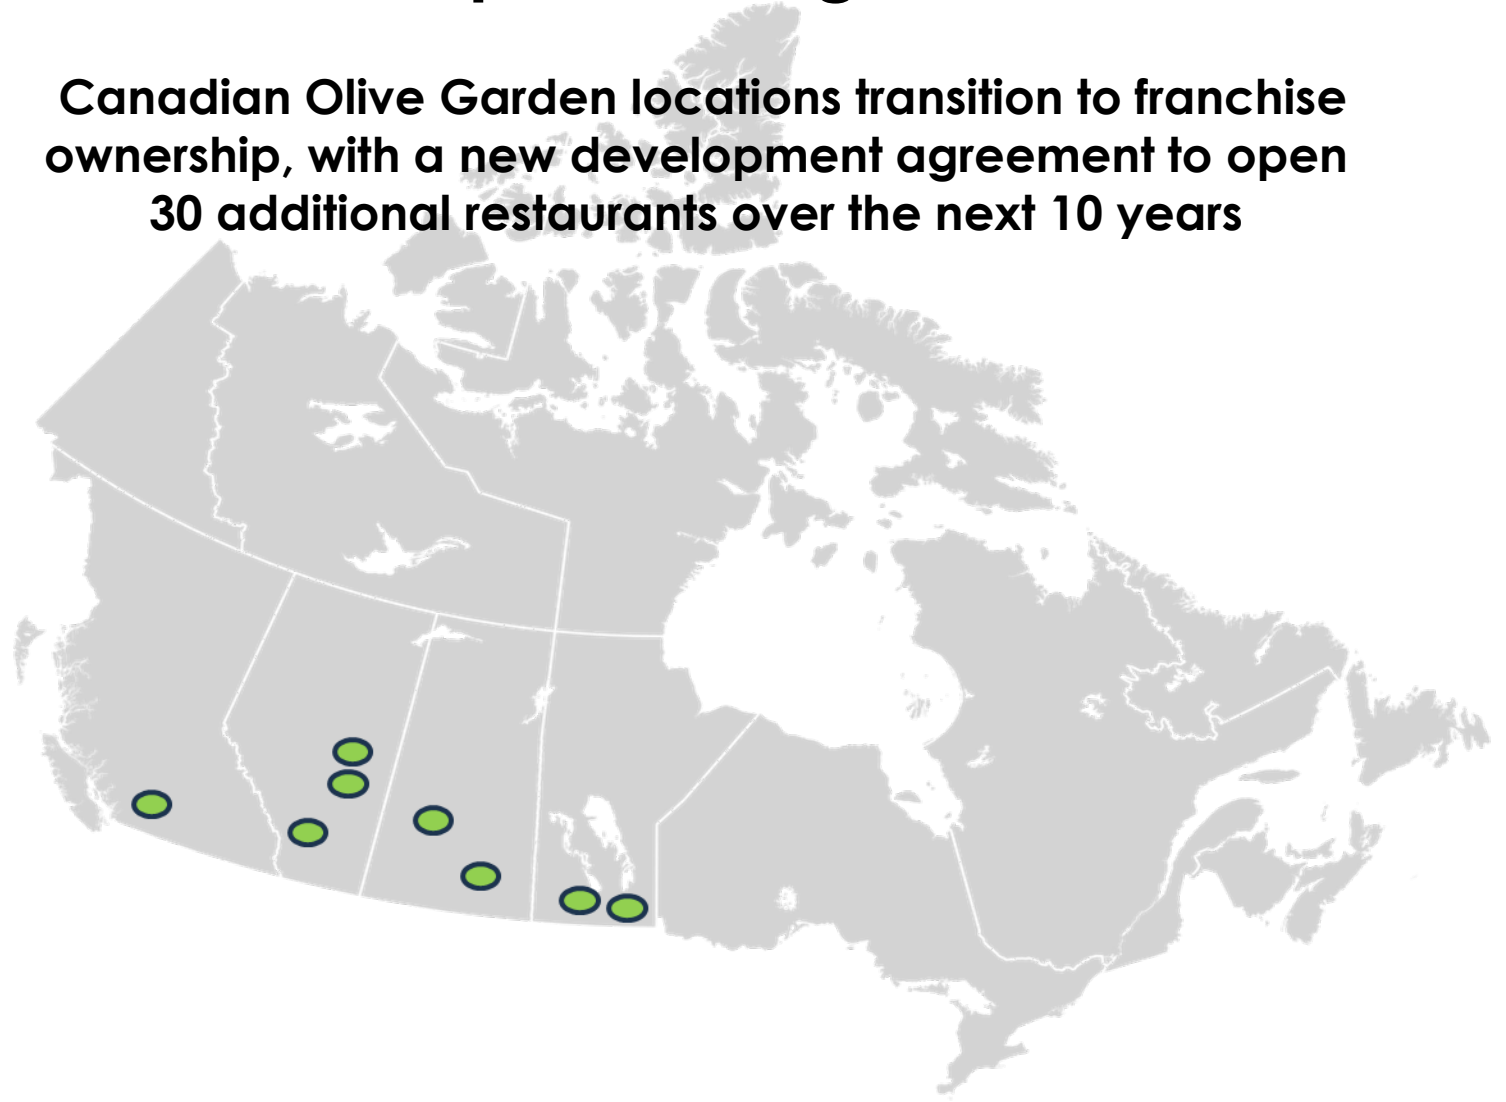 Canadian Olive Garden locations transition to franchise
ownership, with a new development agreement to open
30 additional restaurants over the next 10 years